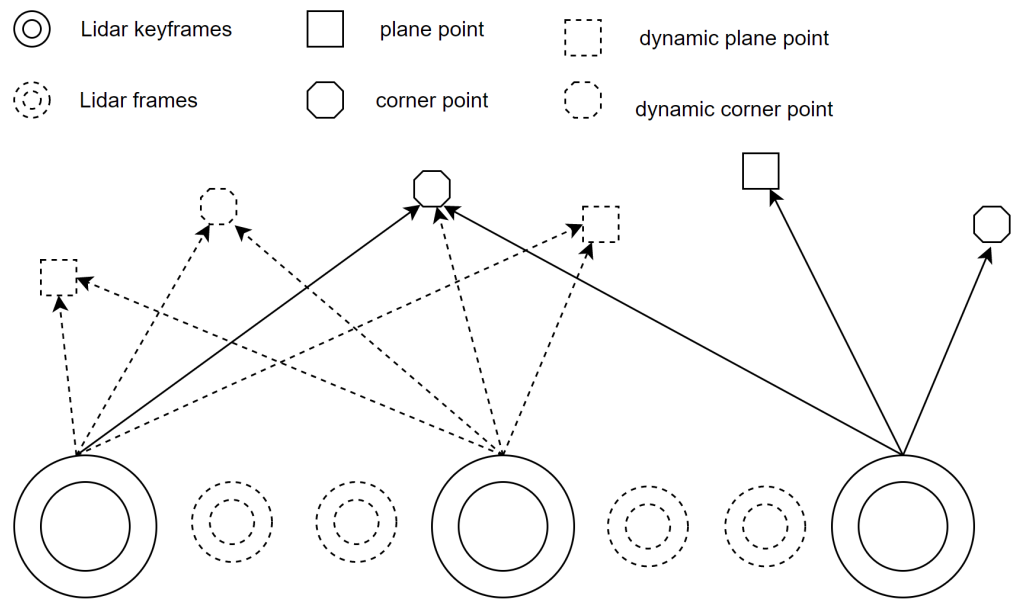 Lidar keyframes
plane point
dynamic plane point
Lidar frames
corner point
dynamic corner point